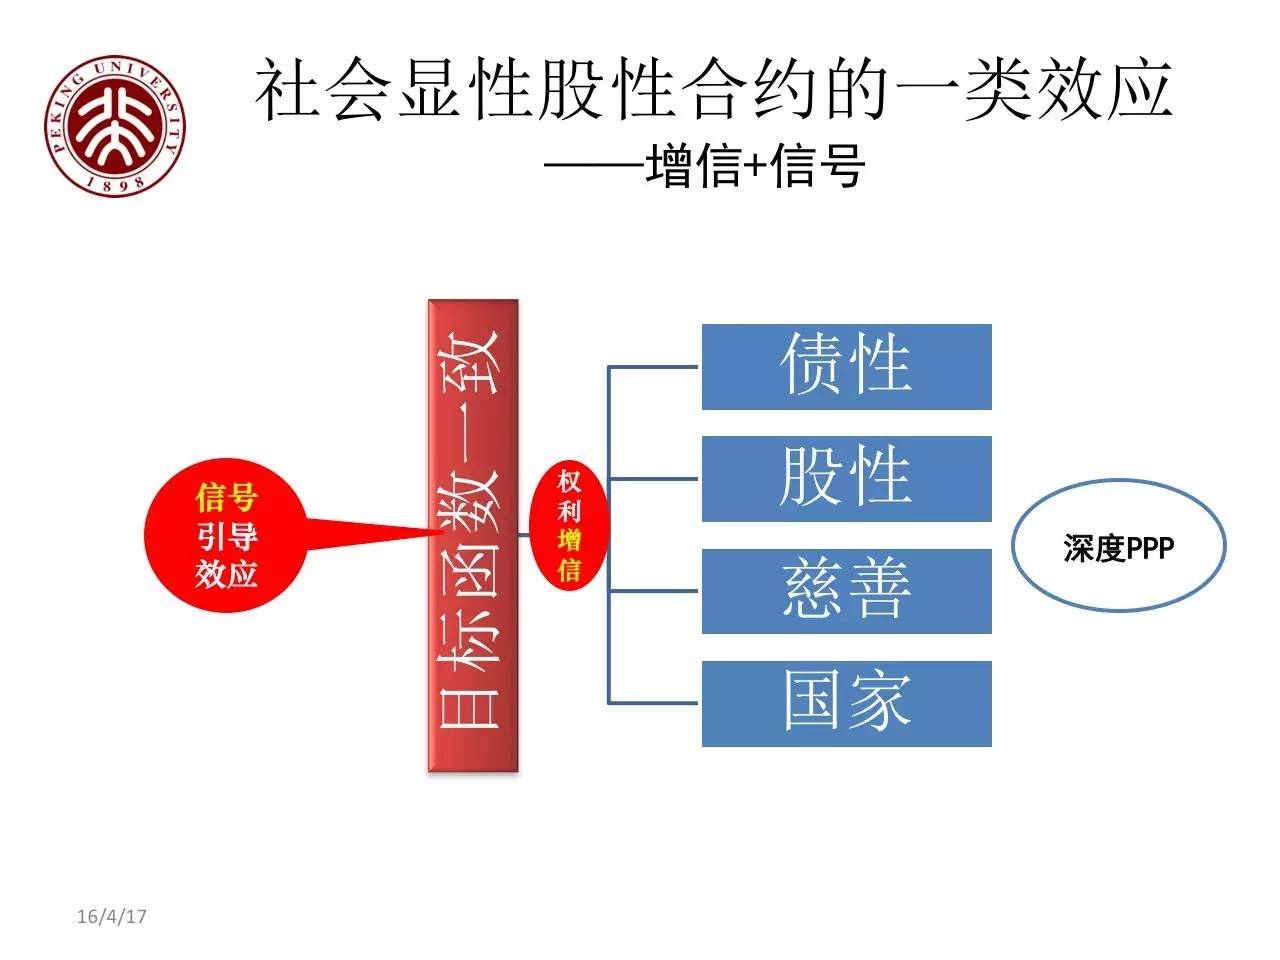 PEKING UNIVERSITY
1898
社会显性股性合约的一类效应
——增信+信号
信号
引导
效应
目标函数一致
权
利
增
信
债性
股性
慈善
国家
深度PPP
16/4/17